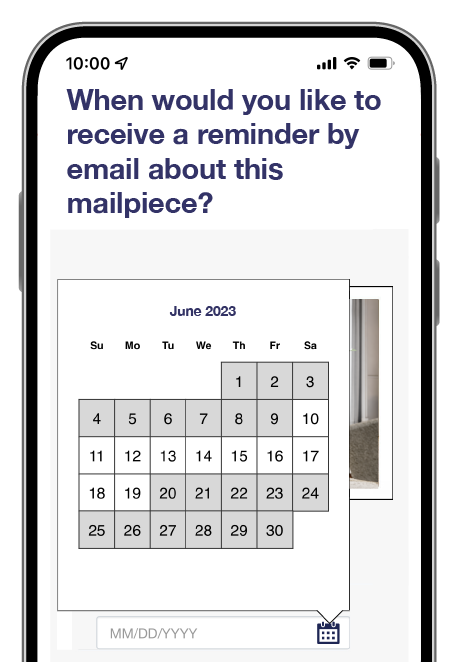 10:00
When would you like to
receive a reminder by
email about this
mailpiece?
June 2023
Su Mo Tu We Th Fr Sa
1 2 3
4 5 6 7 8 9 10
11 12 13 14 15 16 17
18 19 20 21 22 23 24
25 26 27 28 29 30
MM/DD/YYYY